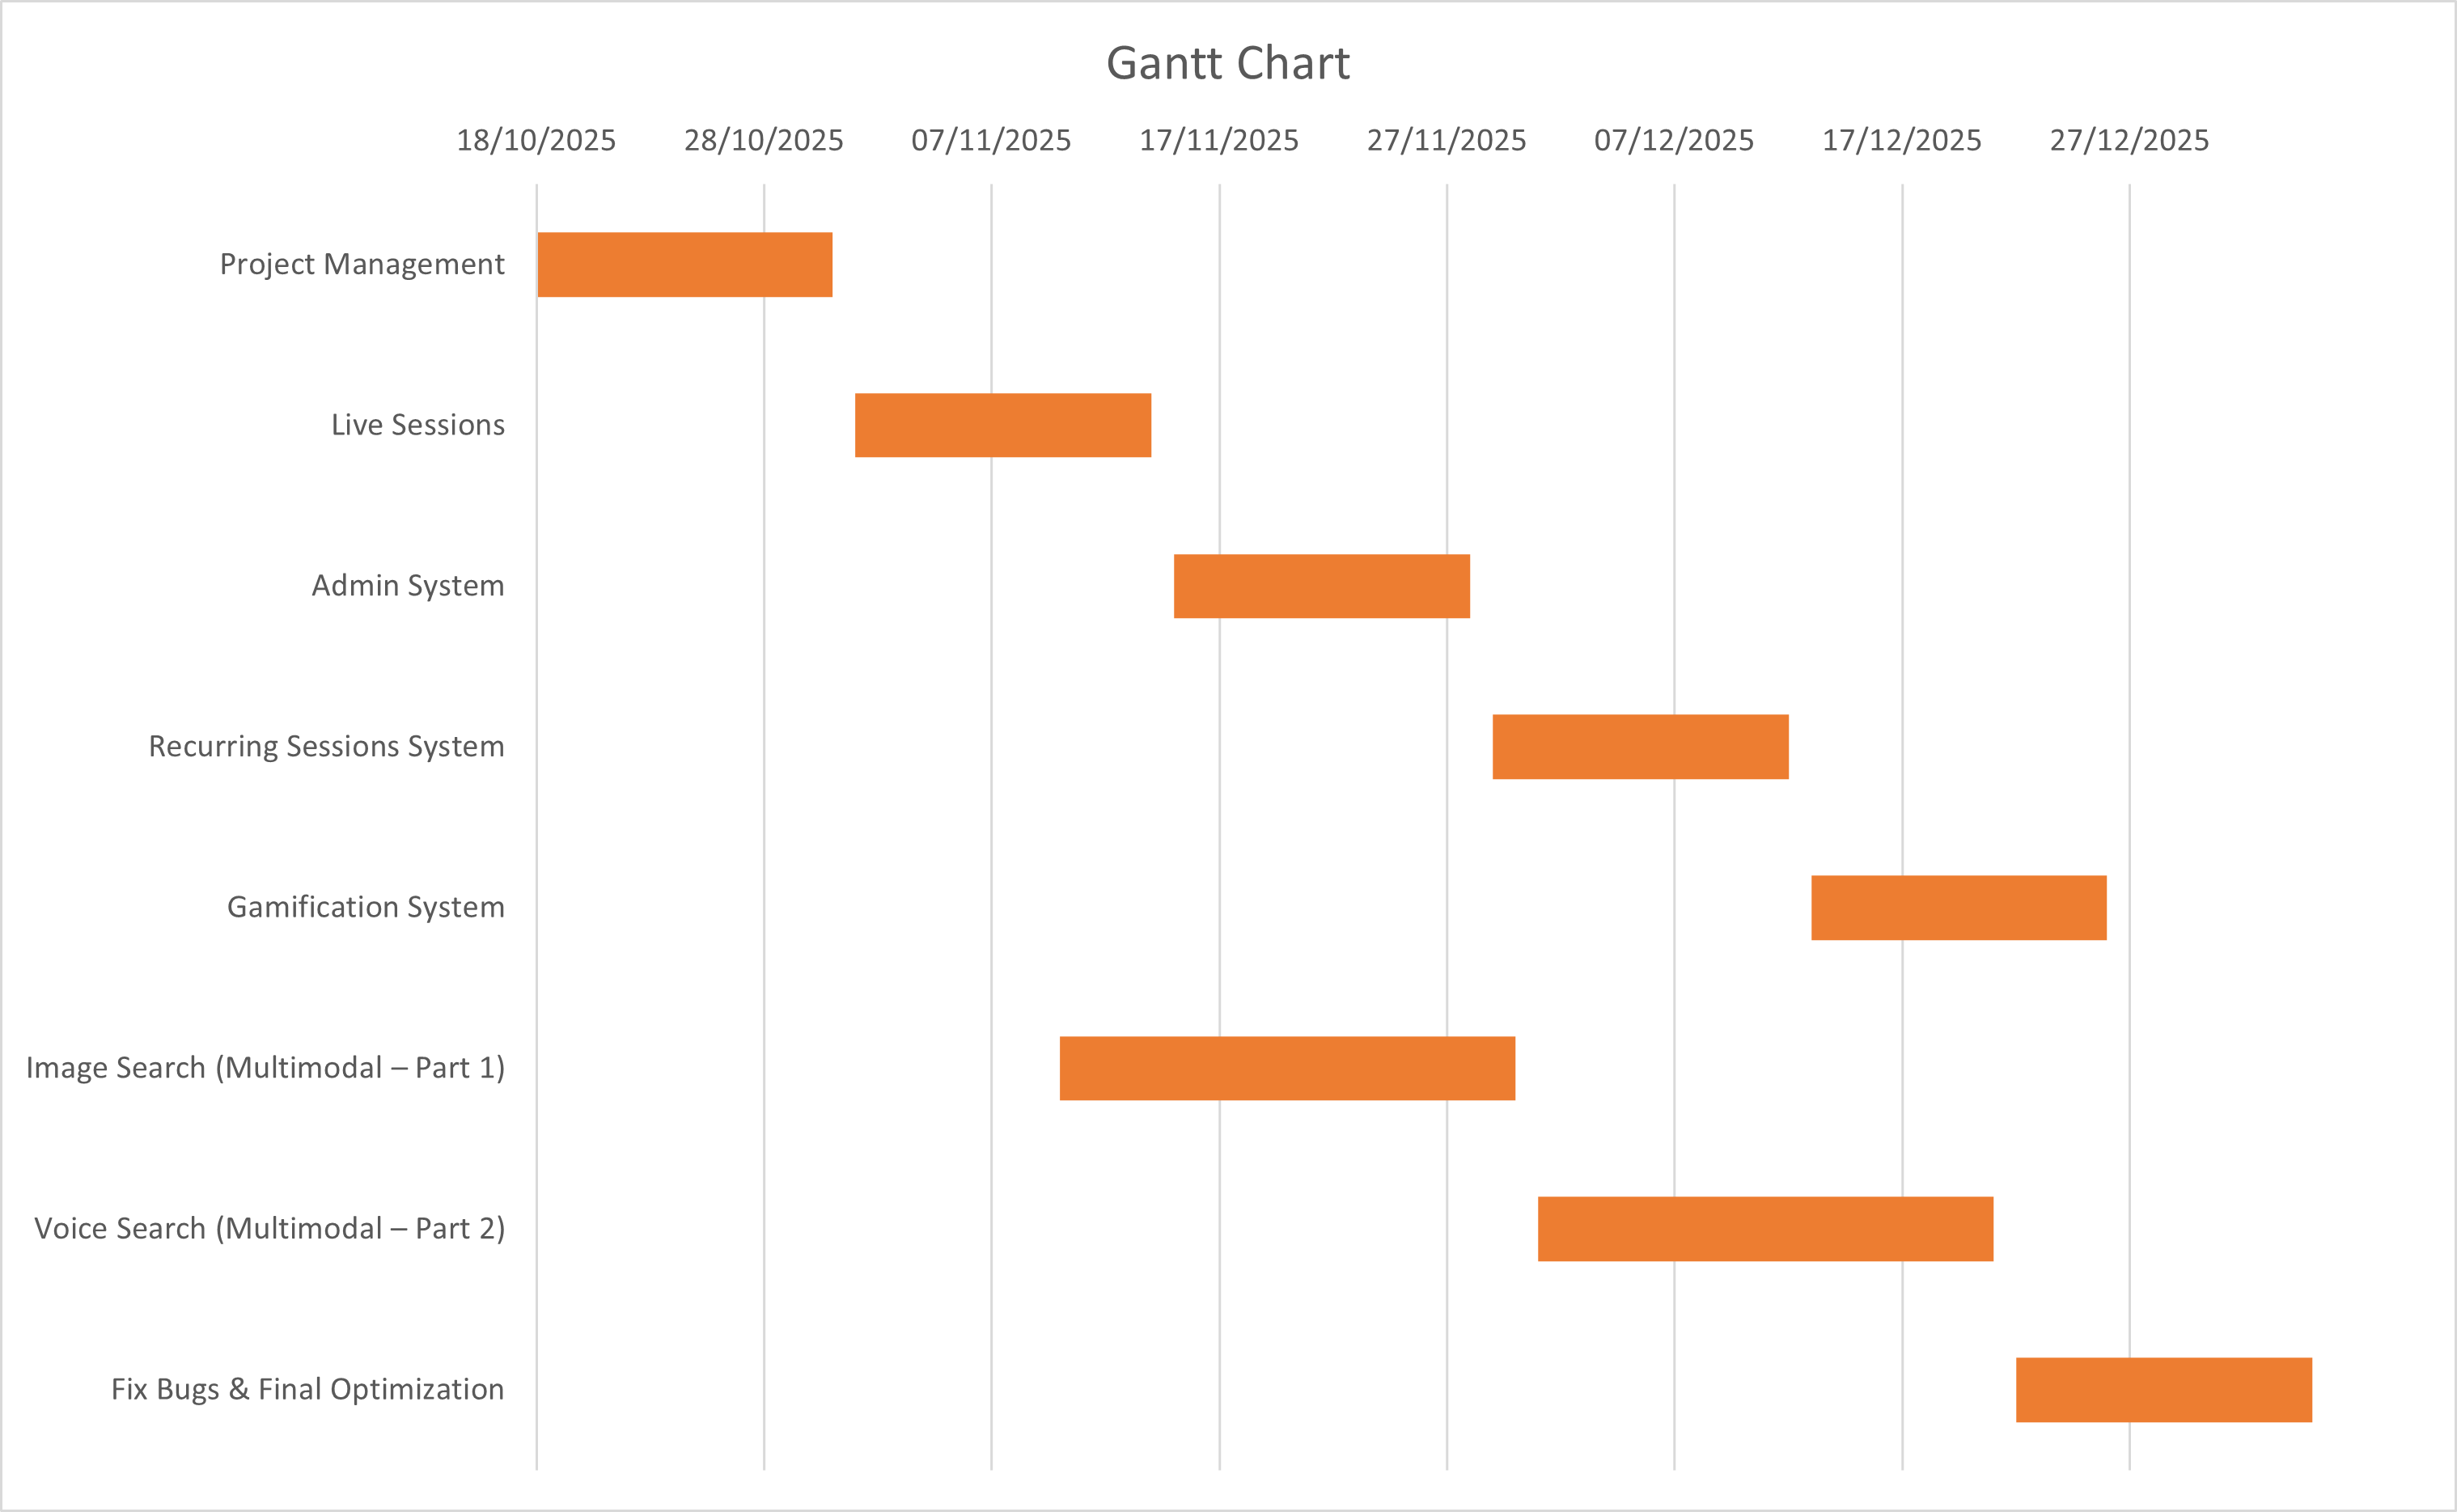 Gantt Chart
18/10/2025 28/10/2025 07/11/2025 17/11/2025 27/11/2025 07/12/2025 17/12/2025 27/12/2025
Project Management
Live Sessions
Admin System
Recurring Sessions System
Gamification System
Image Search (Multimodal – Part 1)
Voice Search (Multimodal – Part 2)
Fix Bugs & Final Optimization